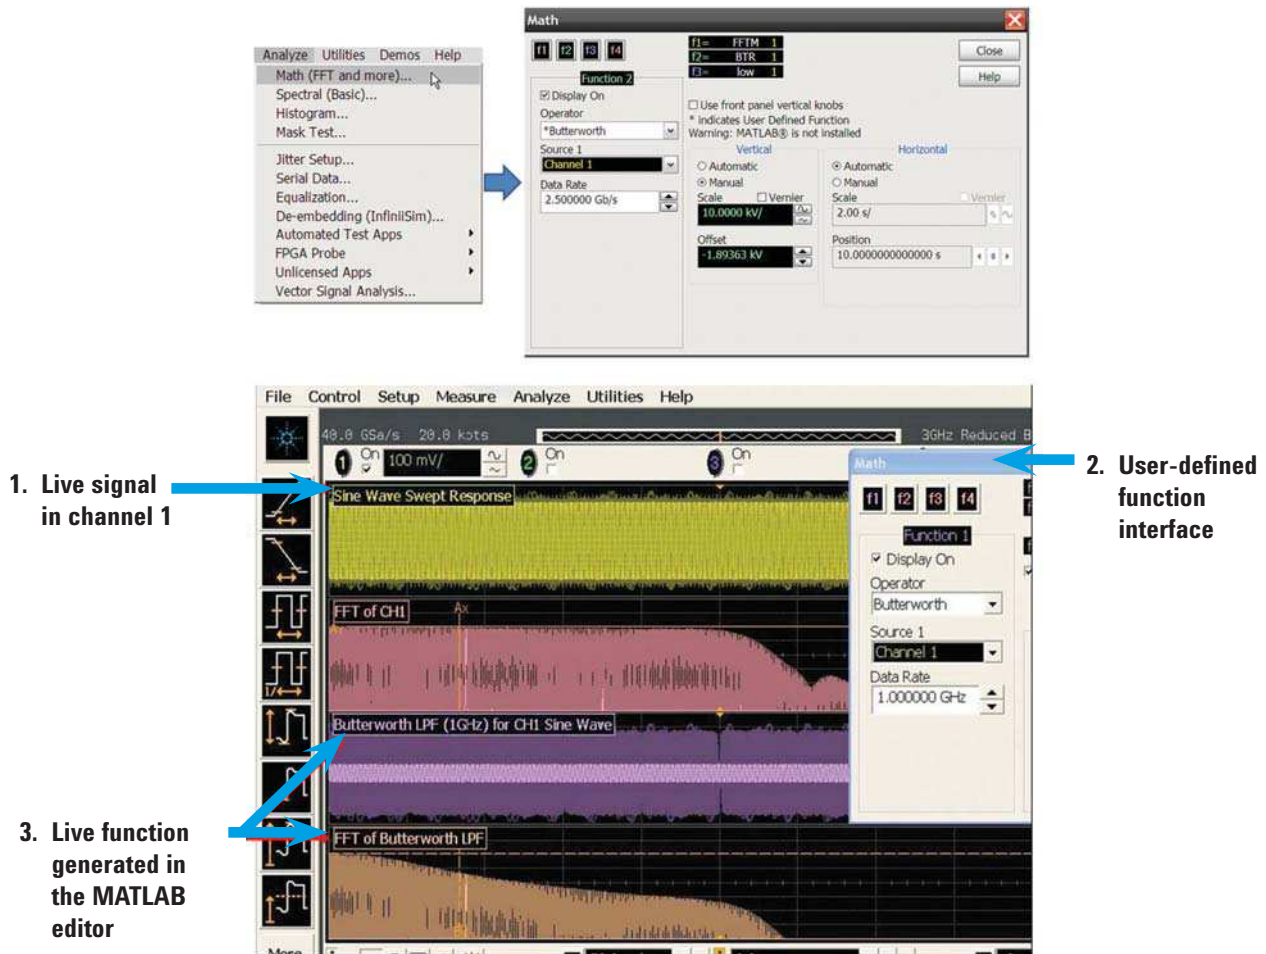 Analyze Utilities Demos Help
Math (FFT and more)...
Spectral (Basic)...
Histogram...
Mask Test...
Jitter Setup...
Serial Data...
Equalization...
De-embedding (InfiniiSim)...
Automated Test Apps
FPGA Probe
Unlicensed Apps
Vector Signal Analysis...
Math
f1 f2 f3 f4
f1= FFTM 1
f2= BTR 1
f3= low 1
Close
Help
Function 2
Display On
Operator
*Butterworth
Source 1
Channel 1
Data Rate
2.500000 Gb/s
Use front panel vertical knobs
* Indicates User Defined Function
Warning: MATLAB® is not installed
Vertical
Automatic
Manual
Scale Vernier
10.0000 kV/
Offset
-1.89363 kV
Horizontal
Automatic
Manual
Scale Vernier
2.00 s/
Position
10.0000000000000 s
File Control Setup Measure Analyze Utilities Help
40.0 GSa/s 20.0 kpts
3GHz Reduced B
1 On 100 mV/ 2 On 3 On
1. Live signal
in channel 1
Sine Wave Swept Response
FFT of CH1
Ax
Butterworth LPF (1GHz) for CH1 Sine Wave
FFT of Butterworth LPF
Math
f1 f2 f3 f4
Function 1
Display On
Operator
Butterworth
Source 1
Channel 1
Data Rate
1.000000 GHz
2. User-defined
function
interface
3. Live function
generated in
the MATLAB
editor
1/
More